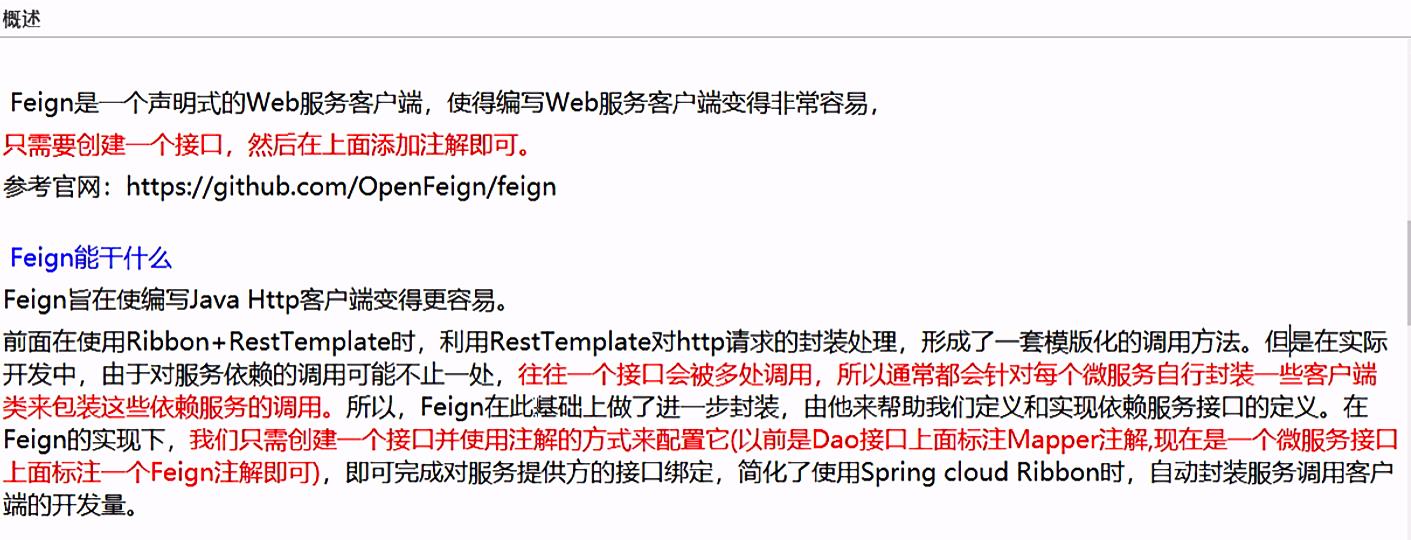 概述
Feign是一个声明式的Web服务客户端，使得编写Web服务客户端变得非常容易，
只需要创建一个接口，然后在上面添加注解即可。
参考官网：https://github.com/OpenFeign/feign
Feign能干什么
Feign旨在使编写Java Http客户端变得更容易。
前面在使用Ribbon+RestTemplate时，利用RestTemplate对http请求的封装处理，形成了一套模版化的调用方法。但是在实际
开发中，由于对服务依赖的调用可能不止一处，往往一个接口会被多处调用，所以通常都会针对每个微服务自行封装一些客户端
类来包装这些依赖服务的调用。所以，Feign在此基础上做了进一步封装，由他来帮助我们定义和实现依赖服务接口的定义。在
Feign的实现下，我们只需创建一个接口并使用注解的方式来配置它(以前是Dao接口上面标注Mapper注解,现在是一个微服务接口
上面标注一个Feign注解即可)，即可完成对服务提供方的接口绑定，简化了使用Spring cloud Ribbon时，自动封装服务调用客户
端的开发量。